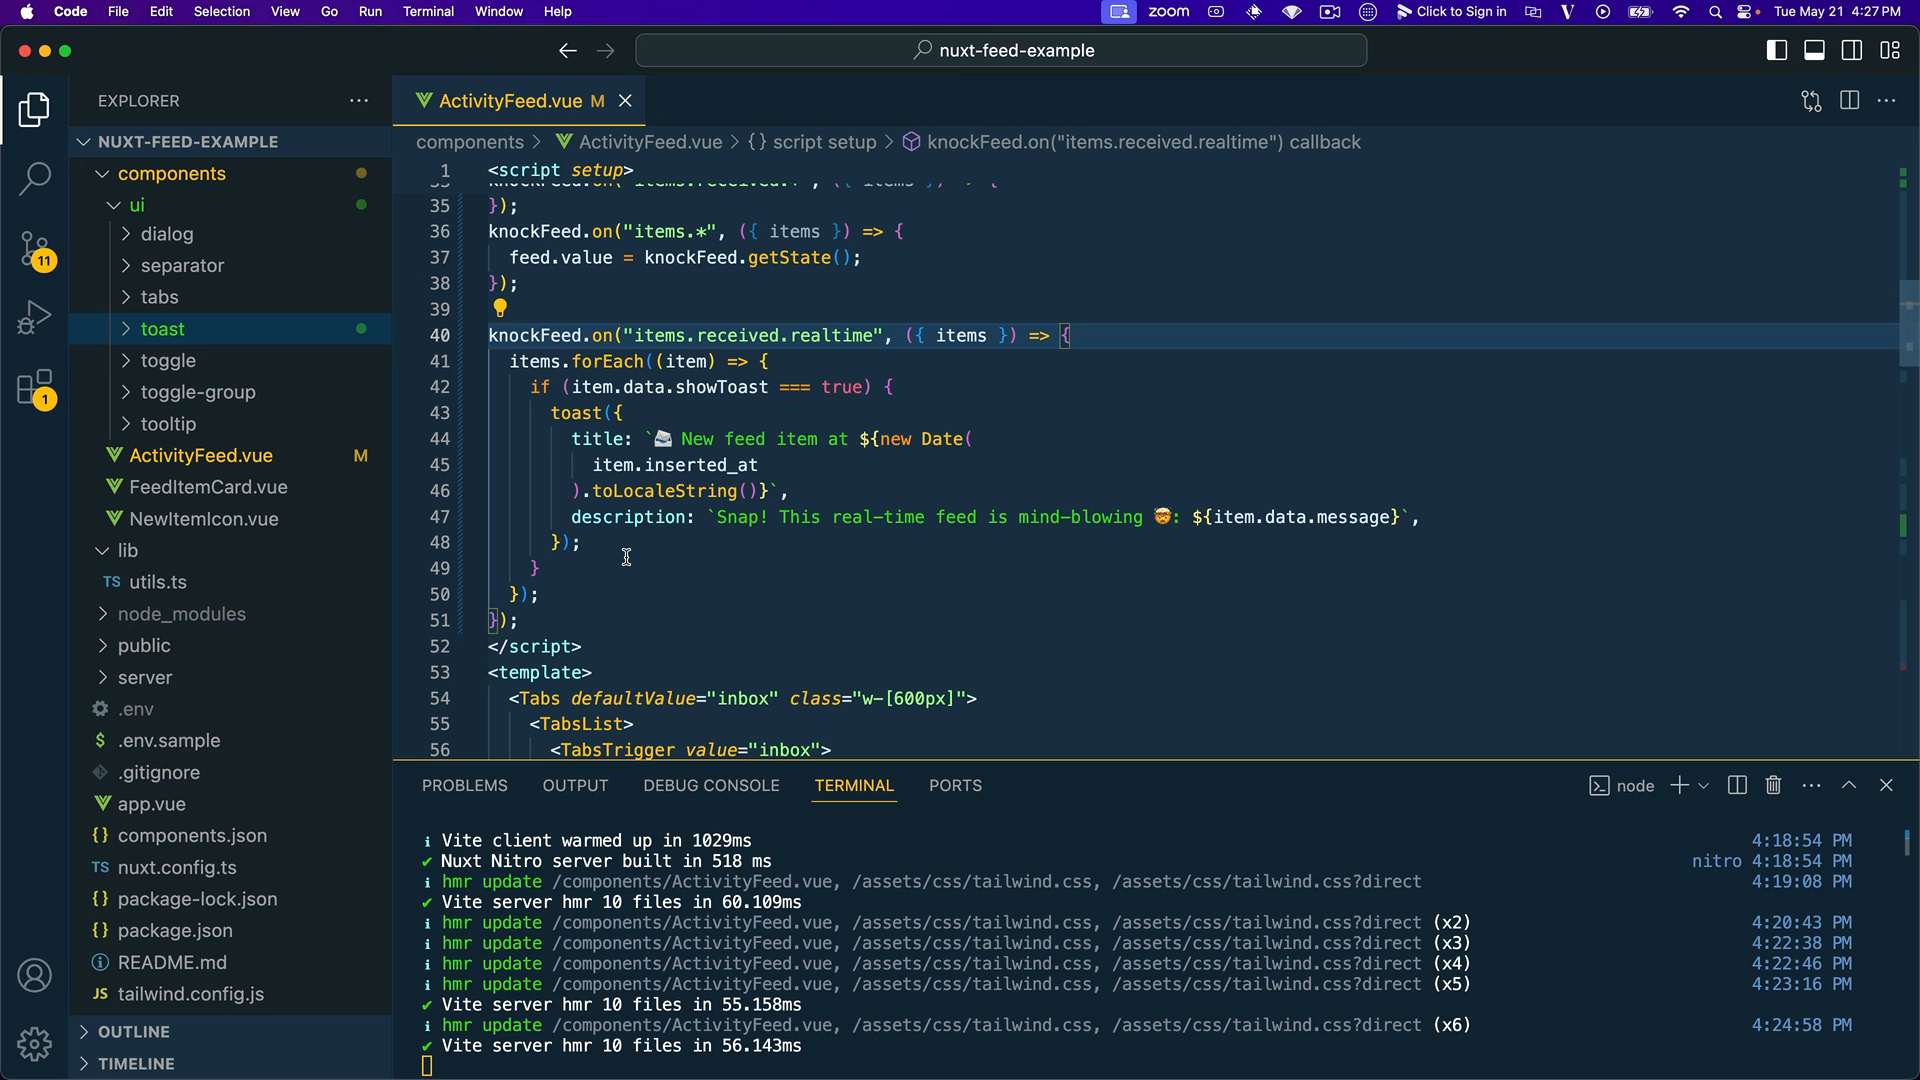 Code File Edit Selection View Go Run Terminal Window Help zoom Click to Sign in Tue May 21 4:27 PM
nuxt-feed-example
EXPLORER
ActivityFeed.vue M
NUXT-FEED-EXAMPLE
components > ActivityFeed.vue > {} script setup > knockFeed.on("items.received.realtime") callback
components
ui
dialog
separator
tabs
toast
toggle
toggle-group
tooltip
ActivityFeed.vue M
FeedItemCard.vue
NewItemIcon.vue
lib
TS utils.ts
node_modules
public
server
.env
$ .env.sample
.gitignore
app.vue
{} components.json
TS nuxt.config.ts
{} package-lock.json
{} package.json
README.md
JS tailwind.config.js
OUTLINE
TIMELINE
11
1
1 <script setup>
35 });
36 knockFeed.on("items.*", ({ items }) => {
37 feed.value = knockFeed.getState();
38 });
39
40 knockFeed.on("items.received.realtime", ({ items }) => {
41 items.forEach((item) => {
42 if (item.data.showToast === true) {
43 toast({
44 title: `📨 New feed item at ${new Date(
45 item.inserted_at
46 ).toLocaleString()}`,
47 description: `Snap! This real-time feed is mind-blowing 🤯: ${item.data.message}`,
48 });
49 }
50 });
51 });
52 </script>
53 <template>
54 <Tabs defaultValue="inbox" class="w-[600px]">
55 <TabsList>
56 <TabsTrigger value="inbox">
PROBLEMS OUTPUT DEBUG CONSOLE TERMINAL PORTS node
ℹ Vite client warmed up in 1029ms 4:18:54 PM
✔ Nuxt Nitro server built in 518 ms nitro 4:18:54 PM
ℹ hmr update /components/ActivityFeed.vue, /assets/css/tailwind.css, /assets/css/tailwind.css?direct 4:19:08 PM
✔ Vite server hmr 10 files in 60.109ms
ℹ hmr update /components/ActivityFeed.vue, /assets/css/tailwind.css, /assets/css/tailwind.css?direct (x2) 4:20:43 PM
ℹ hmr update /components/ActivityFeed.vue, /assets/css/tailwind.css, /assets/css/tailwind.css?direct (x3) 4:22:38 PM
ℹ hmr update /components/ActivityFeed.vue, /assets/css/tailwind.css, /assets/css/tailwind.css?direct (x4) 4:22:46 PM
ℹ hmr update /components/ActivityFeed.vue, /assets/css/tailwind.css, /assets/css/tailwind.css?direct (x5) 4:23:16 PM
✔ Vite server hmr 10 files in 55.158ms
ℹ hmr update /components/ActivityFeed.vue, /assets/css/tailwind.css, /assets/css/tailwind.css?direct (x6) 4:24:58 PM
✔ Vite server hmr 10 files in 56.143ms